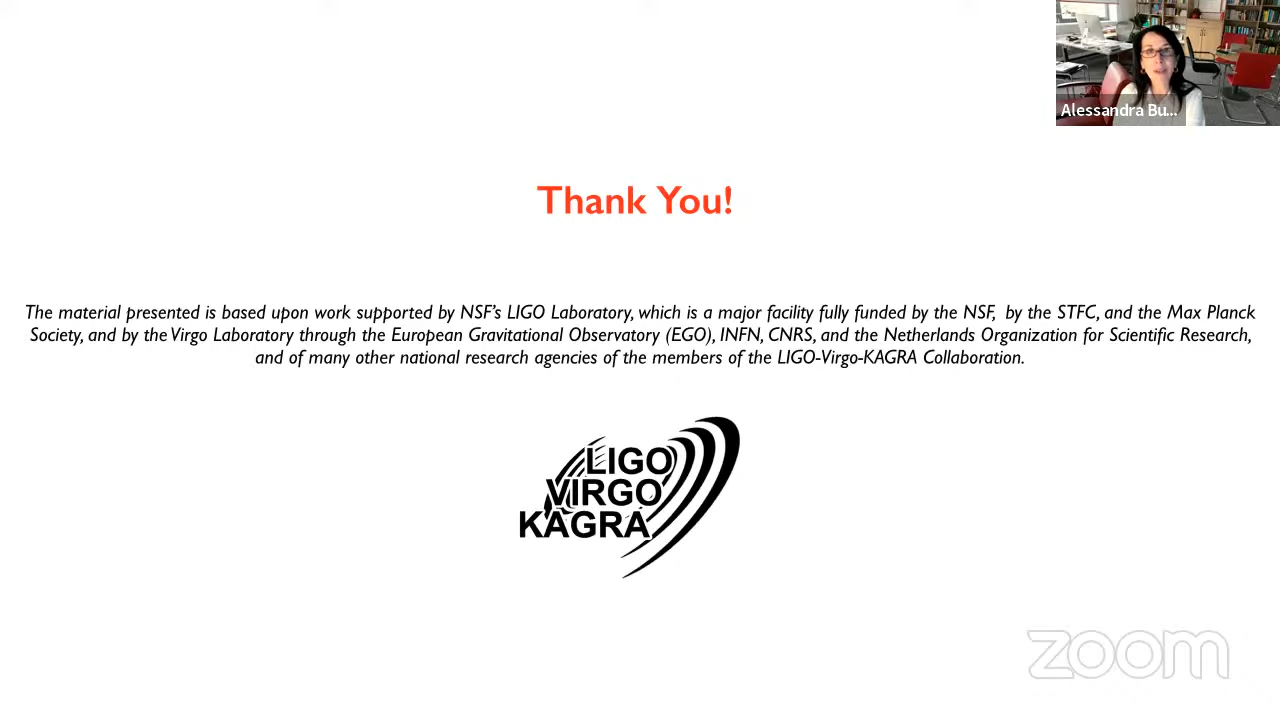 Alessandra Bu...
Thank You!
The material presented is based upon work supported by NSF's LIGO Laboratory, which is a major facility fully funded by the NSF, by the STFC, and the Max Planck
Society, and by the Virgo Laboratory through the European Gravitational Observatory (EGO), INFN, CNRS, and the Netherlands Organization for Scientific Research,
and of many other national research agencies of the members of the LIGO-Virgo-KAGRA Collaboration.
LIGO
VIRGO
KAGRA
zoom